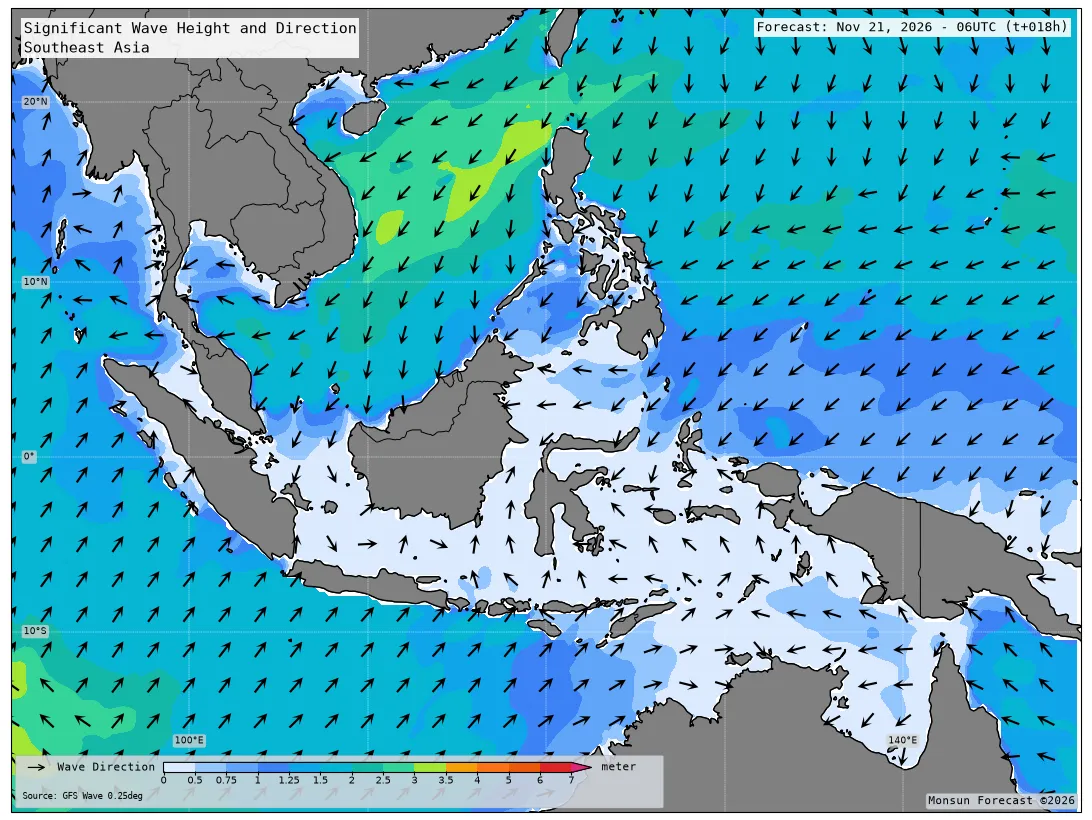 Significant Wave Height and Direction
Southeast Asia
Forecast: Nov 21, 2026 - 06UTC (t+018h)
20°N
10°N
0°
10°S
100°E
140°E
Wave Direction
0 0.5 0.75 1 1.25 1.5 2 2.5 3 3.5 4 5 6 7
meter
Source: GFS Wave 0.25deg
Monsun Forecast ©2026